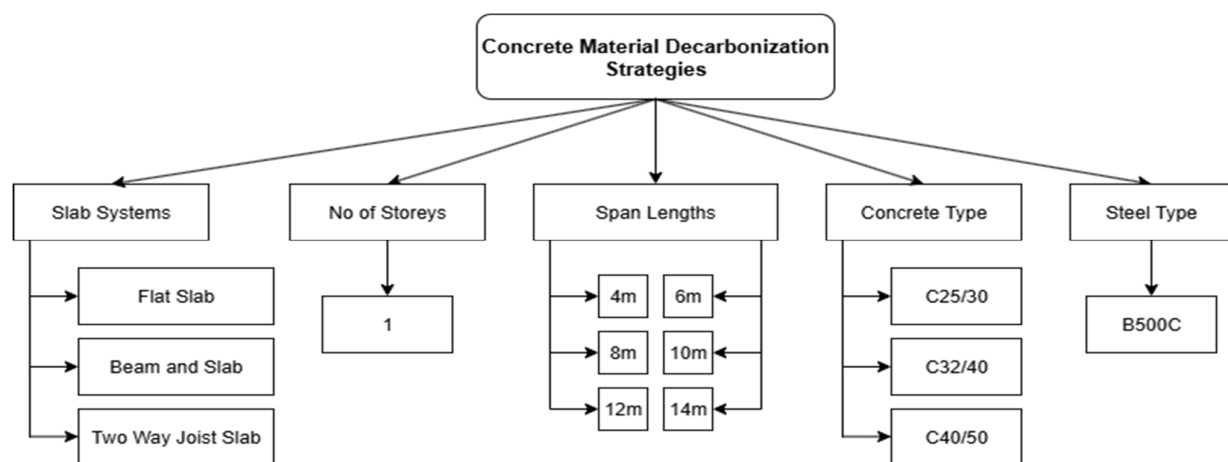 Concrete Material Decarbonization
Strategies
Slab Systems
No of Storeys
Span Lengths
Concrete Type
Steel Type
Flat Slab
Beam and Slab
Two Way Joist Slab
1
4m
6m
8m
10m
12m
14m
C25/30
C32/40
C40/50
B500C